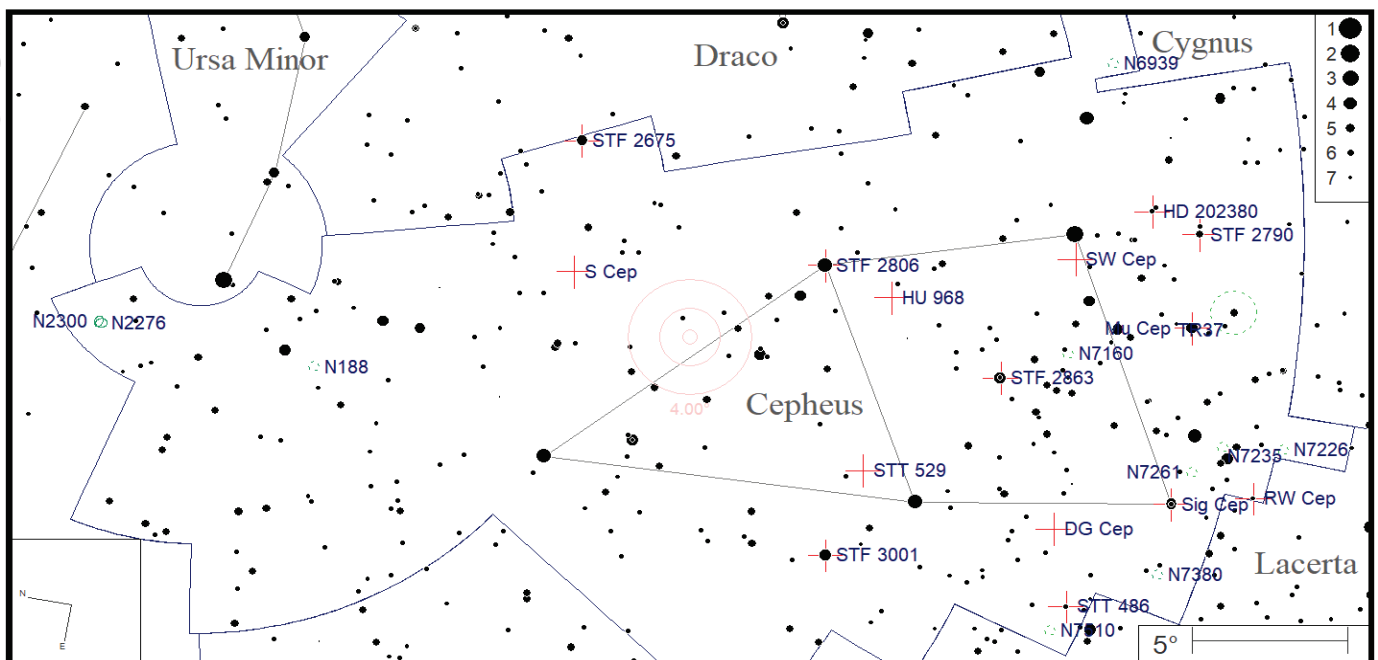 Ursa Minor
Draco
Cygnus
N6939
1
2
3
4
5
6
7
STF 2675
HD 202380
STF 2790
S Cep
STF 2806
SW Cep
HU 968
N2300
N2276
Mu Cep
TR37
N188
N7160
STF 2863
4.00°
Cepheus
N7235
N7226
N7261
STT 529
Sig Cep
RW Cep
DG Cep
STF 3001
Lacerta
N7380
N
STT 486
N7510
E
5°